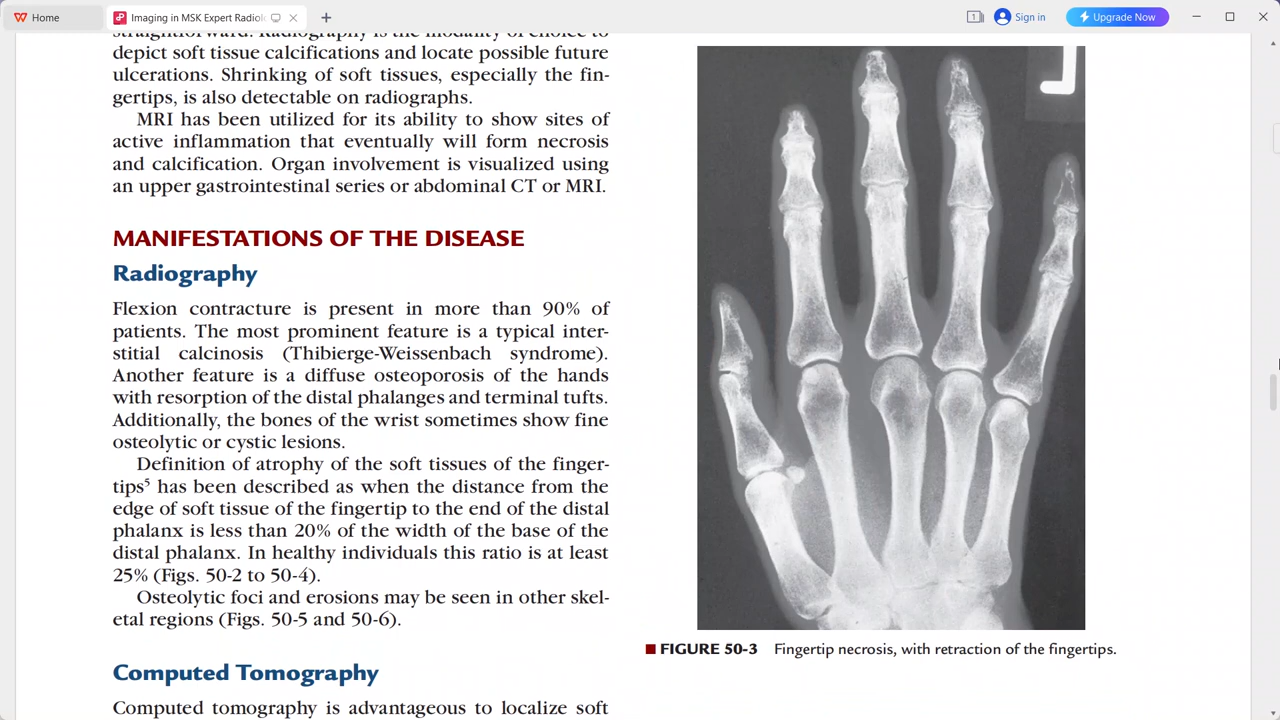 Home
Imaging in MSK Expert Radiol
1
Sign in
Upgrade Now
straightforward. Radiography is the modality of choice to
depict soft tissue calcifications and locate possible future
ulcerations. Shrinking of soft tissues, especially the fin-
gertips, is also detectable on radiographs.
MRI has been utilized for its ability to show sites of
active inflammation that eventually will form necrosis
and calcification. Organ involvement is visualized using
an upper gastrointestinal series or abdominal CT or MRI.
MANIFESTATIONS OF THE DISEASE
Radiography
Flexion contracture is present in more than 90% of
patients. The most prominent feature is a typical inter-
stitial calcinosis (Thibierge-Weissenbach syndrome).
Another feature is a diffuse osteoporosis of the hands
with resorption of the distal phalanges and terminal tufts.
Additionally, the bones of the wrist sometimes show fine
osteolytic or cystic lesions.
Definition of atrophy of the soft tissues of the finger-
tips⁵ has been described as when the distance from the
edge of soft tissue of the fingertip to the end of the distal
phalanx is less than 20% of the width of the base of the
distal phalanx. In healthy individuals this ratio is at least
25% (Figs. 50-2 to 50-4).
Osteolytic foci and erosions may be seen in other skel-
etal regions (Figs. 50-5 and 50-6).
Computed Tomography
Computed tomography is advantageous to localize soft
FIGURE 50-3 Fingertip necrosis, with retraction of the fingertips.